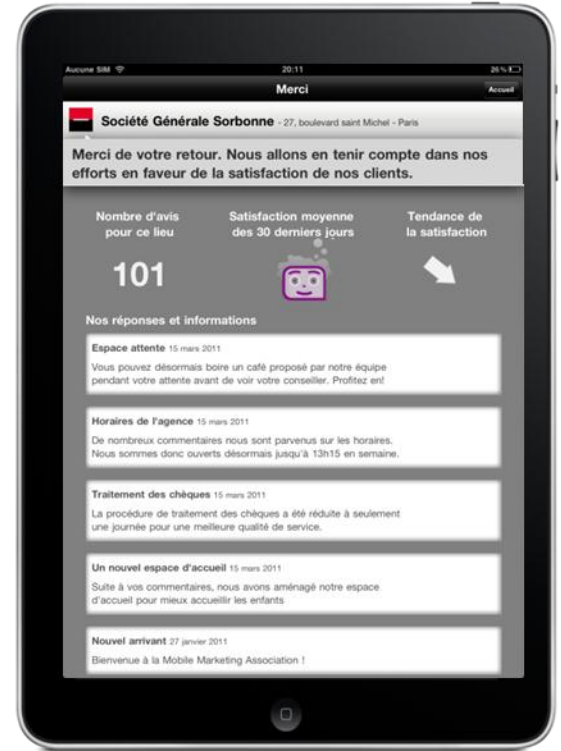 Aucune SIM 20:11 26 %
Merci Accueil
Société Générale Sorbonne - 27, boulevard saint Michel - Paris
Merci de votre retour. Nous allons en tenir compte dans nos
efforts en faveur de la satisfaction de nos clients.
Nombre d'avis
pour ce lieu
101
Satisfaction moyenne
des 30 derniers jours
Tendance de
la satisfaction
Nos réponses et informations
Espace attente 15 mars 2011
Vous pouvez désormais boire un café proposé par notre équipe
pendant votre attente avant de voir votre conseiller. Profitez en!
Horaires de l'agence 15 mars 2011
De nombreux commentaires nous sont parvenus sur les horaires.
Nous sommes donc ouverts désormais jusqu'à 13h15 en semaine.
Traitement des chèques 15 mars 2011
La procédure de traitement des chèques a été réduite à seulement
une journée pour une meilleure qualité de service.
Un nouvel espace d'accueil 15 mars 2011
Suite à vos commentaires, nous avons aménagé notre espace
d'accueil pour mieux accueillir les enfants
Nouvel arrivant 27 janvier 2011
Bienvenue à la Mobile Marketing Association !